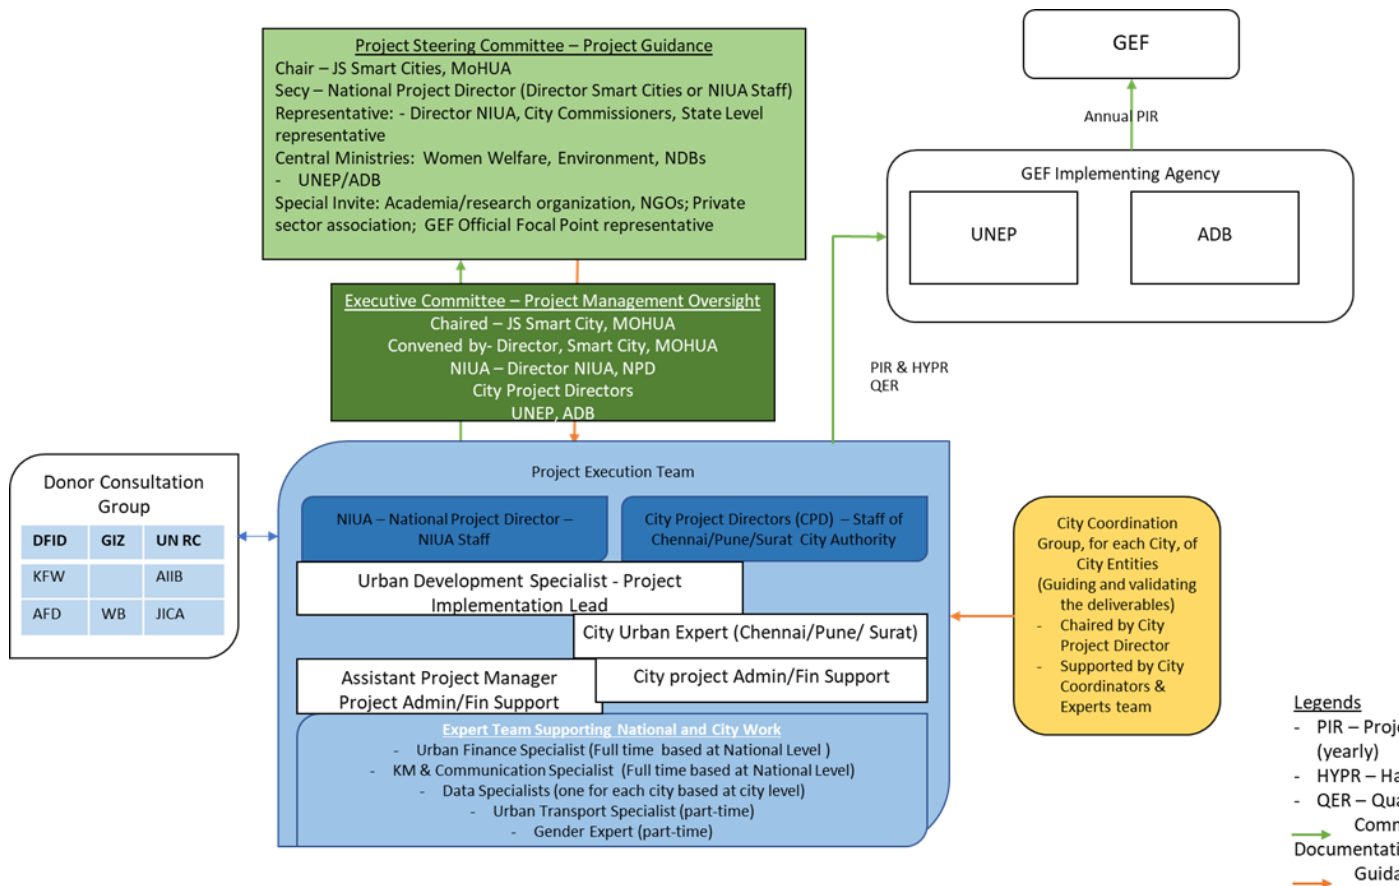 Project Steering Committee – Project Guidance
Chair – JS Smart Cities, MoHUA
Secy – National Project Director (Director Smart Cities or NIUA Staff)
Representative: - Director NIUA, City Commissioners, State Level
representative
Central Ministries: Women Welfare, Environment, NDBs
- UNEP/ADB
Special Invite: Academia/research organization, NGOs; Private
sector association; GEF Official Focal Point representative
GEF
Annual PIR
GEF Implementing Agency
UNEP
ADB
Executive Committee – Project Management Oversight
Chaired – JS Smart City, MOHUA
Convened by- Director, Smart City, MOHUA
NIUA – Director NIUA, NPD
City Project Directors
UNEP, ADB
PIR & HYPR
QER
Donor Consultation
Group
DFID GIZ UN RC
KFW AIIB
AFD WB JICA
Project Execution Team
NIUA – National Project Director –
NIUA Staff
City Project Directors (CPD) – Staff of
Chennai/Pune/Surat City Authority
Urban Development Specialist - Project
Implementation Lead
City Urban Expert (Chennai/Pune/ Surat)
Assistant Project Manager
Project Admin/Fin Support
City project Admin/Fin Support
Expert Team Supporting National and City Work
- Urban Finance Specialist (Full time based at National Level )
- KM & Communication Specialist (Full time based at National Level)
- Data Specialists (one for each city based at city level)
- Urban Transport Specialist (part-time)
- Gender Expert (part-time)
City Coordination
Group, for each City, of
City Entities
(Guiding and validating
the deliverables)
- Chaired by City
Project Director
- Supported by City
Coordinators &
Experts team
Legends
- PIR – Proj
(yearly)
- HYPR – Ha
- QER – Qua
Comm
Documentati
Guida